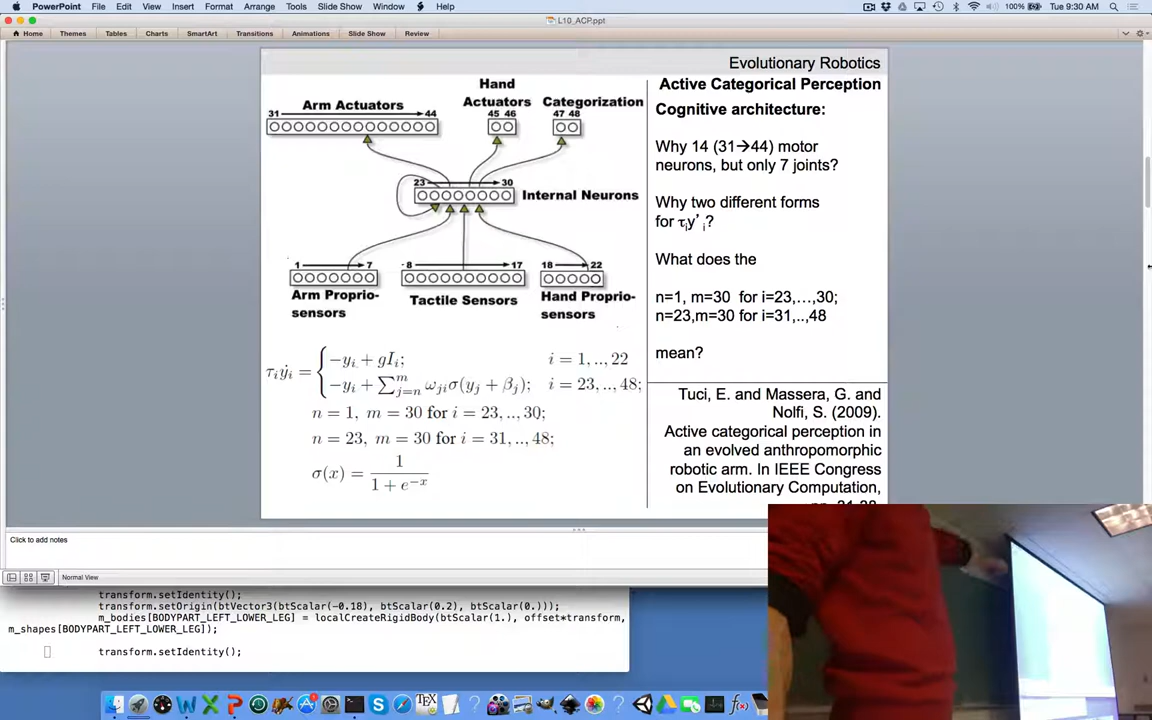 PowerPoint File Edit View Insert Format Arrange Tools Slide Show Window Help 100% Tue 9:30 AM
L10_ACP.ppt
Home Themes Tables Charts SmartArt Transitions Animations Slide Show Review
Evolutionary Robotics
Active Categorical Perception
Cognitive architecture:
Why 14 (31→44) motor
neurons, but only 7 joints?
Why two different forms
for τiy'i?
What does the
n=1, m=30 for i=23,…,30;
n=23,m=30 for i=31,..,48
mean?
Tuci, E. and Massera, G. and
Nolfi, S. (2009).
Active categorical perception in
an evolved anthropomorphic
robotic arm. In IEEE Congress
on Evolutionary Computation,
Arm Actuators
31 44
Hand
Actuators
45 46
Categorization
47 48
23 30
Internal Neurons
1 7
Arm Proprio-
sensors
8 17
Tactile Sensors
18 22
Hand Proprio-
sensors
τi ẏi = { −yi + gIi; i = 1, .., 22
−yi + ∑_{j=n}^{m} ωji σ(yj + βj); i = 23, .., 48;
n = 1, m = 30 for i = 23, .., 30;
n = 23, m = 30 for i = 31, .., 48;
σ(x) = 1 / (1 + e^{−x})
Click to add notes
Normal View
transform.setIdentity();
transform.setOrigin(btVector3(btScalar(-0.18), btScalar(0.2), btScalar(0.)));
m_bodies[BODYPART_LEFT_LOWER_LEG] = localCreateRigidBody(btScalar(1.), offset*transform,
m_shapes[BODYPART_LEFT_LOWER_LEG]);
transform.setIdentity();